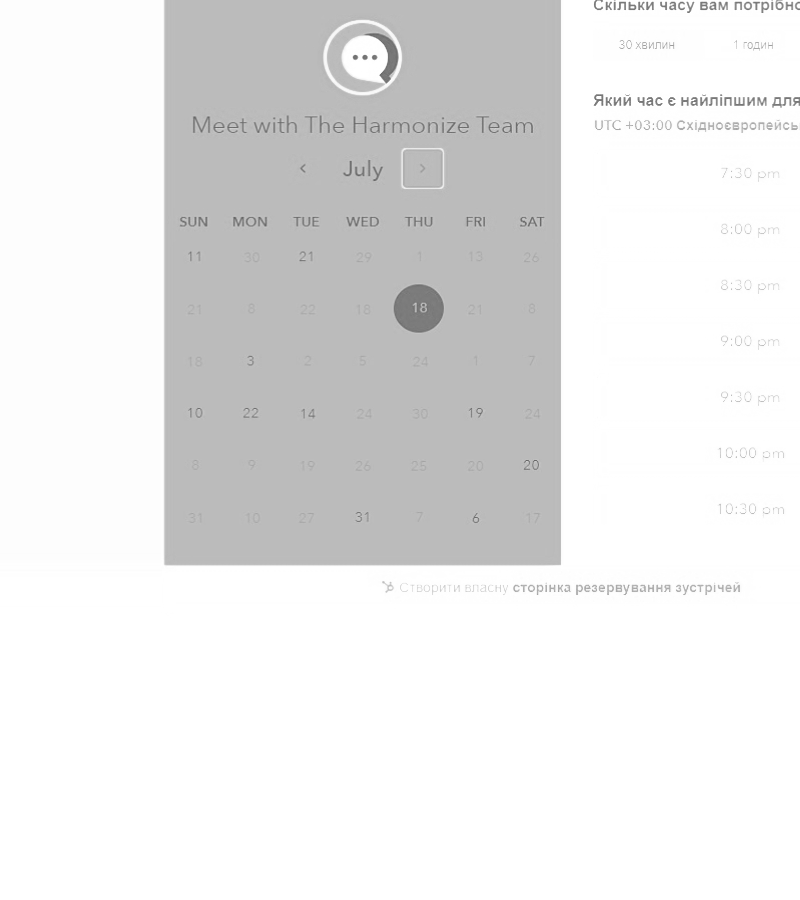 Meet with The Harmonize Team
July
SUN MON TUE WED THU FRI SAT
11 30 21 29 1 13 26
21 8 22 18 18 21 8
18 3 2 5 24 1 7
10 22 14 24 30 19 24
8 9 19 26 25 20 20
31 10 27 31 7 6 17
Скільки часу вам потрібно
30 хвилин 1 годин
Який час є найліпшим для
UTC +03:00 Східноєвропейсь
7:30 pm
8:00 pm
8:30 pm
9:00 pm
9:30 pm
10:00 pm
10:30 pm
Створити власну сторінка резервування зустрічей